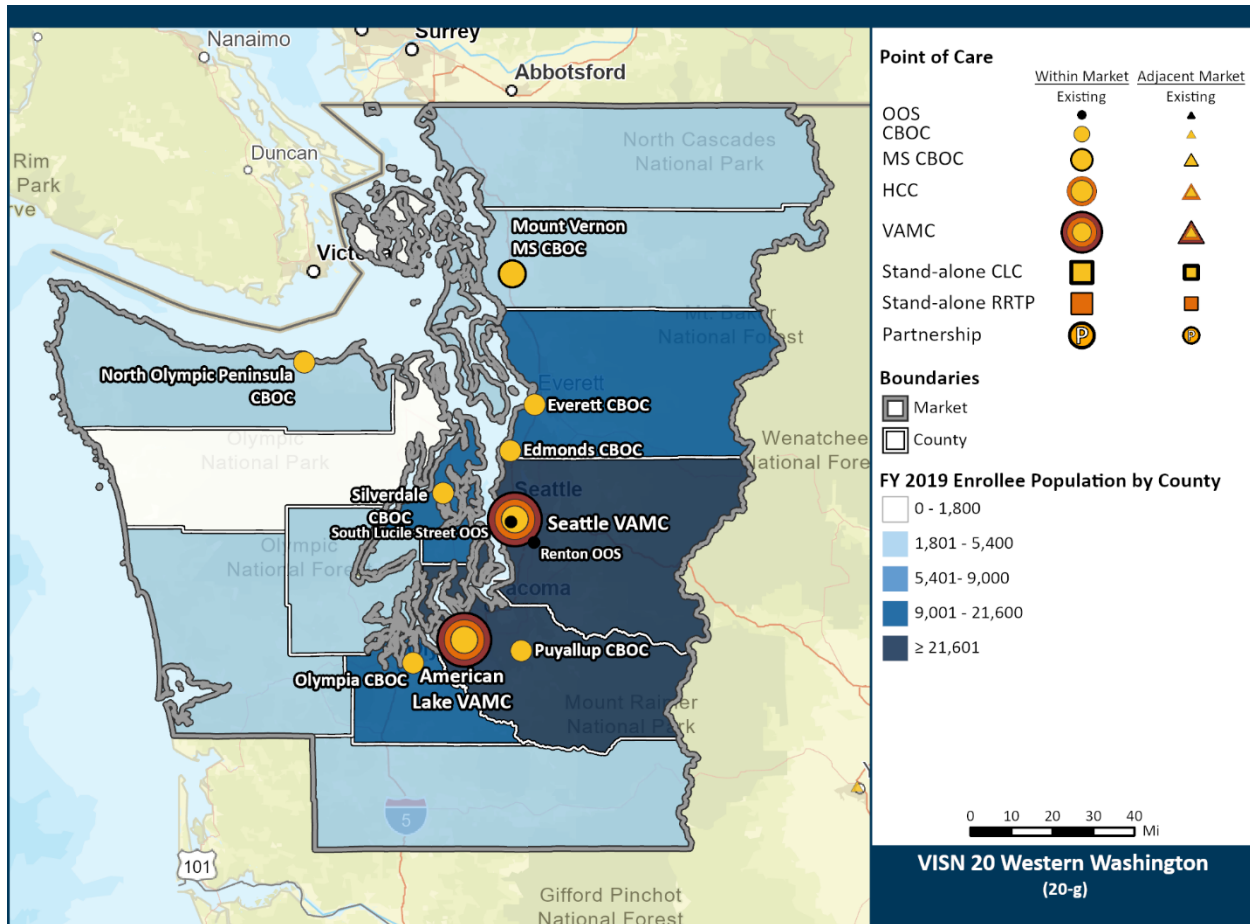 Nanaimo
Surrey
Abbotsford
Duncan
Rim
Park
rve
North Cascades
National Park
Mount Vernon
MS CBOC
Mt. Baker
National Forest
North Olympic Peninsula
CBOC
Everett
Everett CBOC
Olympic
National Park
Edmonds CBOC
Wenatchee
National Fore
Silverdale
CBOC
Seattle
South Lucile Street OOS
Seattle VAMC
Renton OOS
Olympic
National Forest
Puyallup CBOC
Olympia CBOC
American
Lake VAMC
Mount Rainier
National Park
5
101
Gifford Pinchot
National Forest
Point of Care
Within Market
Adjacent Market
Existing
Existing
OOS
CBOC
MS CBOC
HCC
VAMC
Stand-alone CLC
Stand-alone RRTP
Partnership
P
P
Boundaries
Market
County
FY 2019 Enrollee Population by County
0 - 1,800
1,801 - 5,400
5,401- 9,000
9,001 - 21,600
≥ 21,601
0 10 20 30 40
Mi
VISN 20 Western Washington
(20-g)